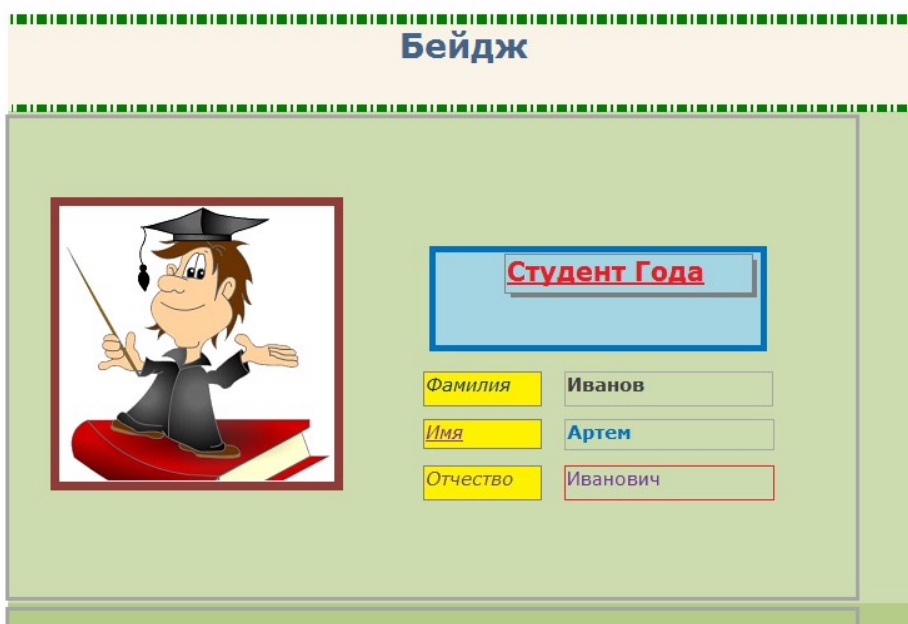 Бейдж
Студент Года
Фамилия Иванов
Имя Артем
Отчество Иванович